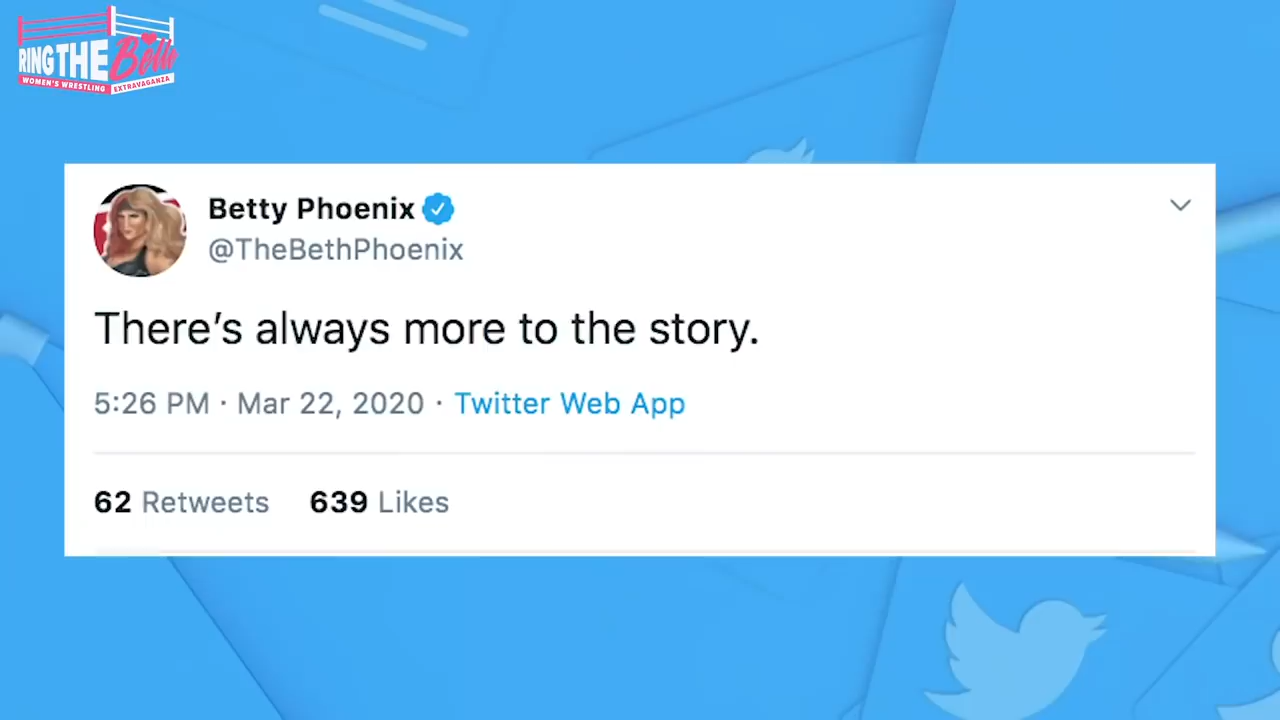 RING THE Belle
WOMEN'S WRESTLING EXTRAVAGANZA
Betty Phoenix
@TheBethPhoenix
There's always more to the story.
5:26 PM · Mar 22, 2020 · Twitter Web App
62 Retweets 639 Likes